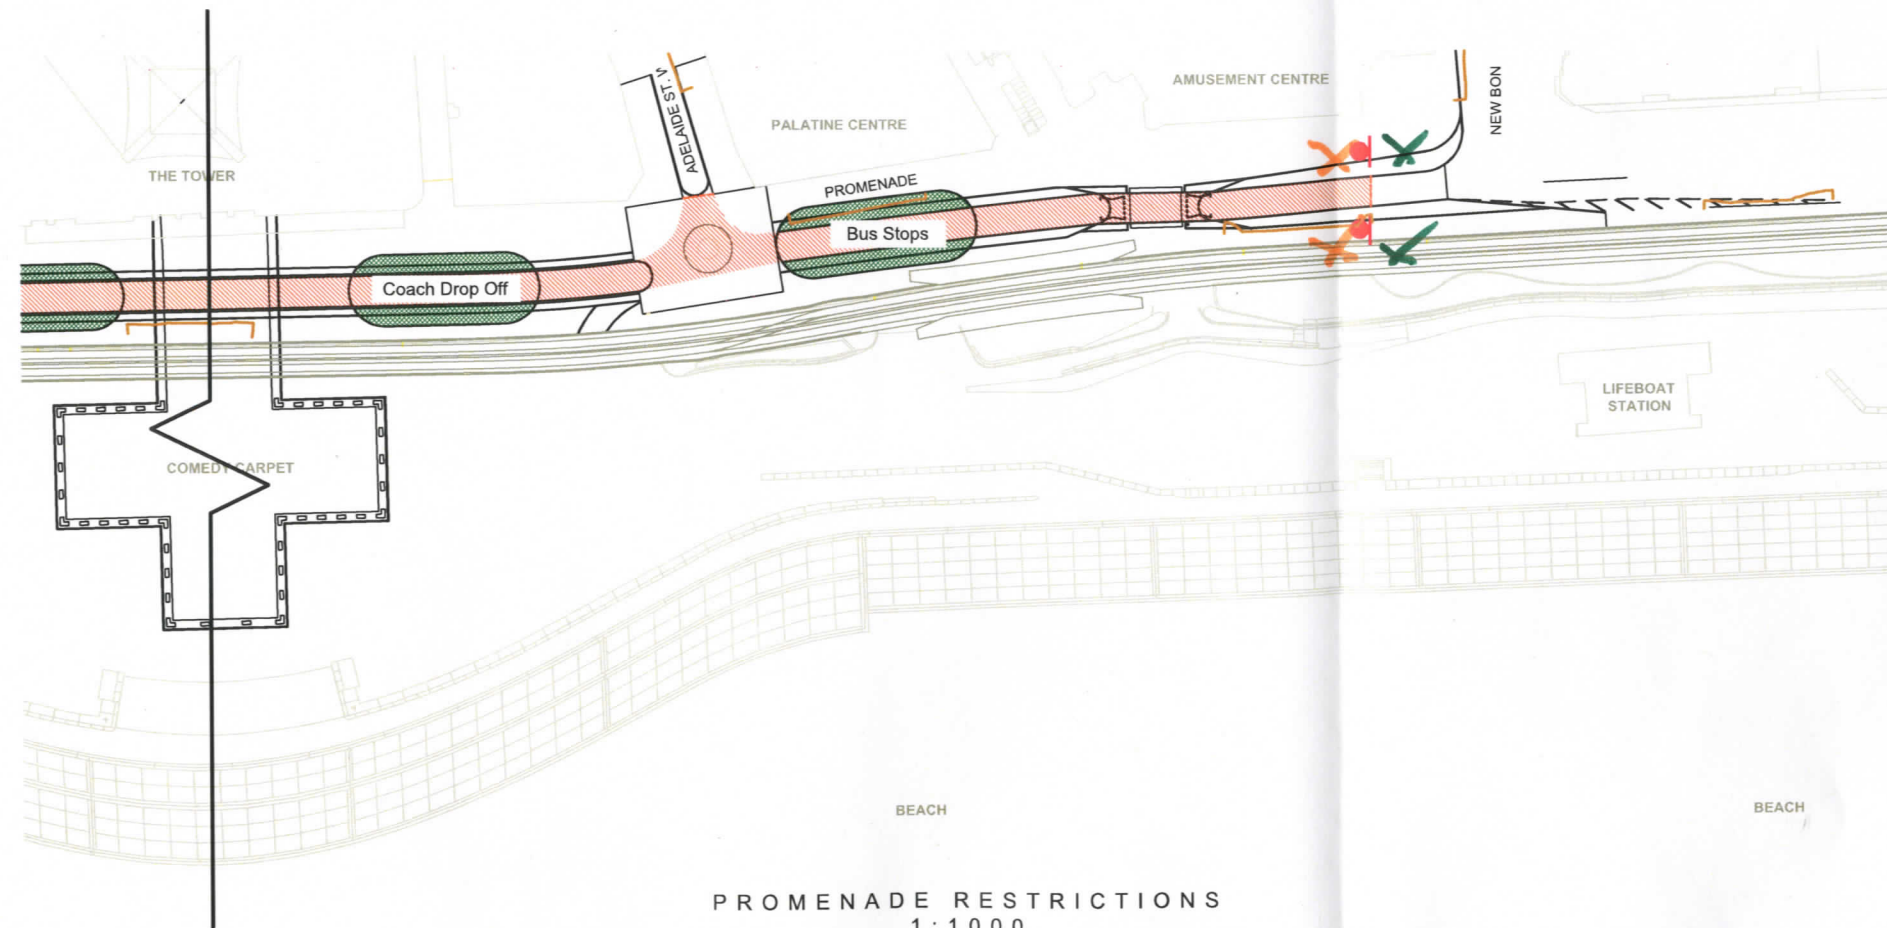 AMUSEMENT CENTRE
NEW BON
ADELAIDE ST. W
PALATINE CENTRE
THE TOWER
PROMENADE
Bus Stops
Coach Drop Off
LIFEBOAT
STATION
COMEDY CARPET
BEACH
BEACH
PROMENADE RESTRICTIONS
1:1000